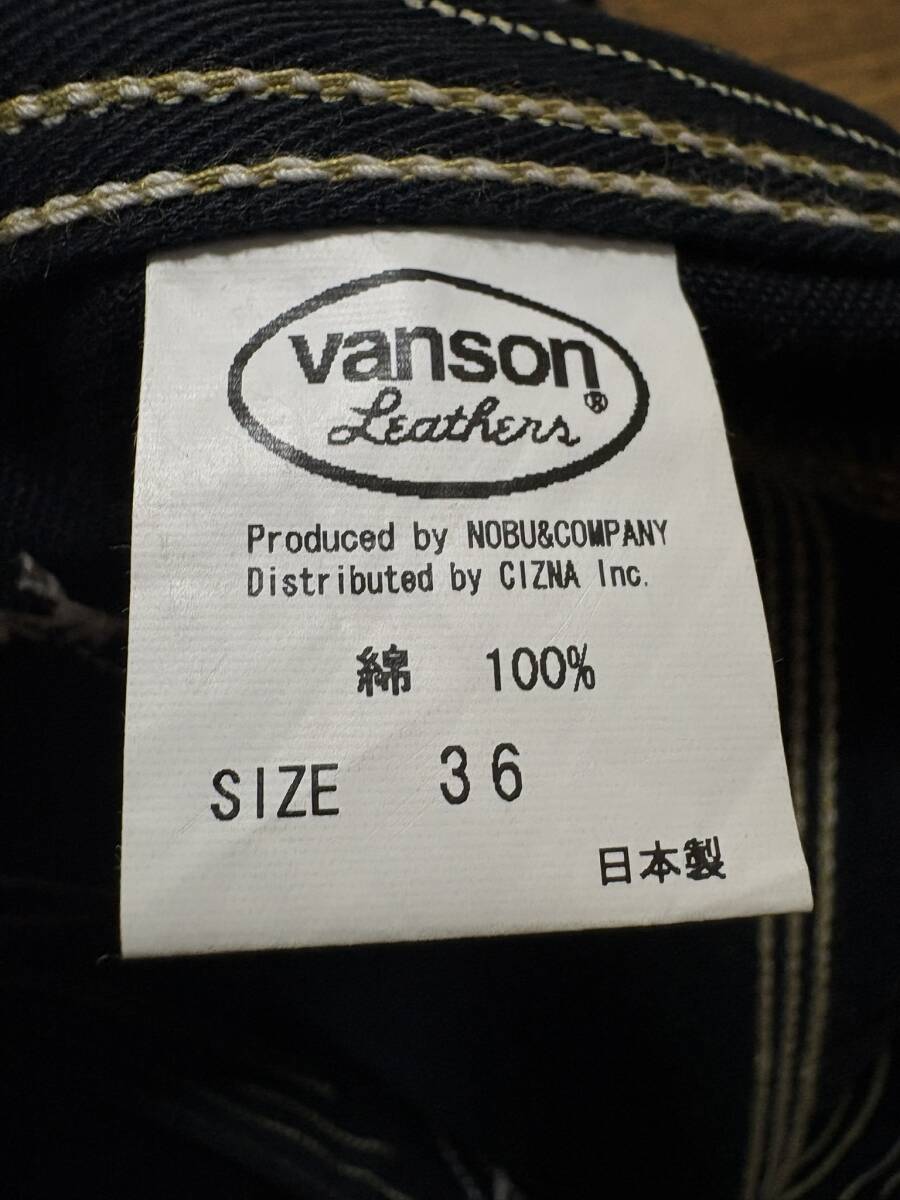 vanson
Leathers®
Produced by NOBU&COMPANY
Distributed by CIZNA Inc.
綿 100%
SIZE 36
日本製